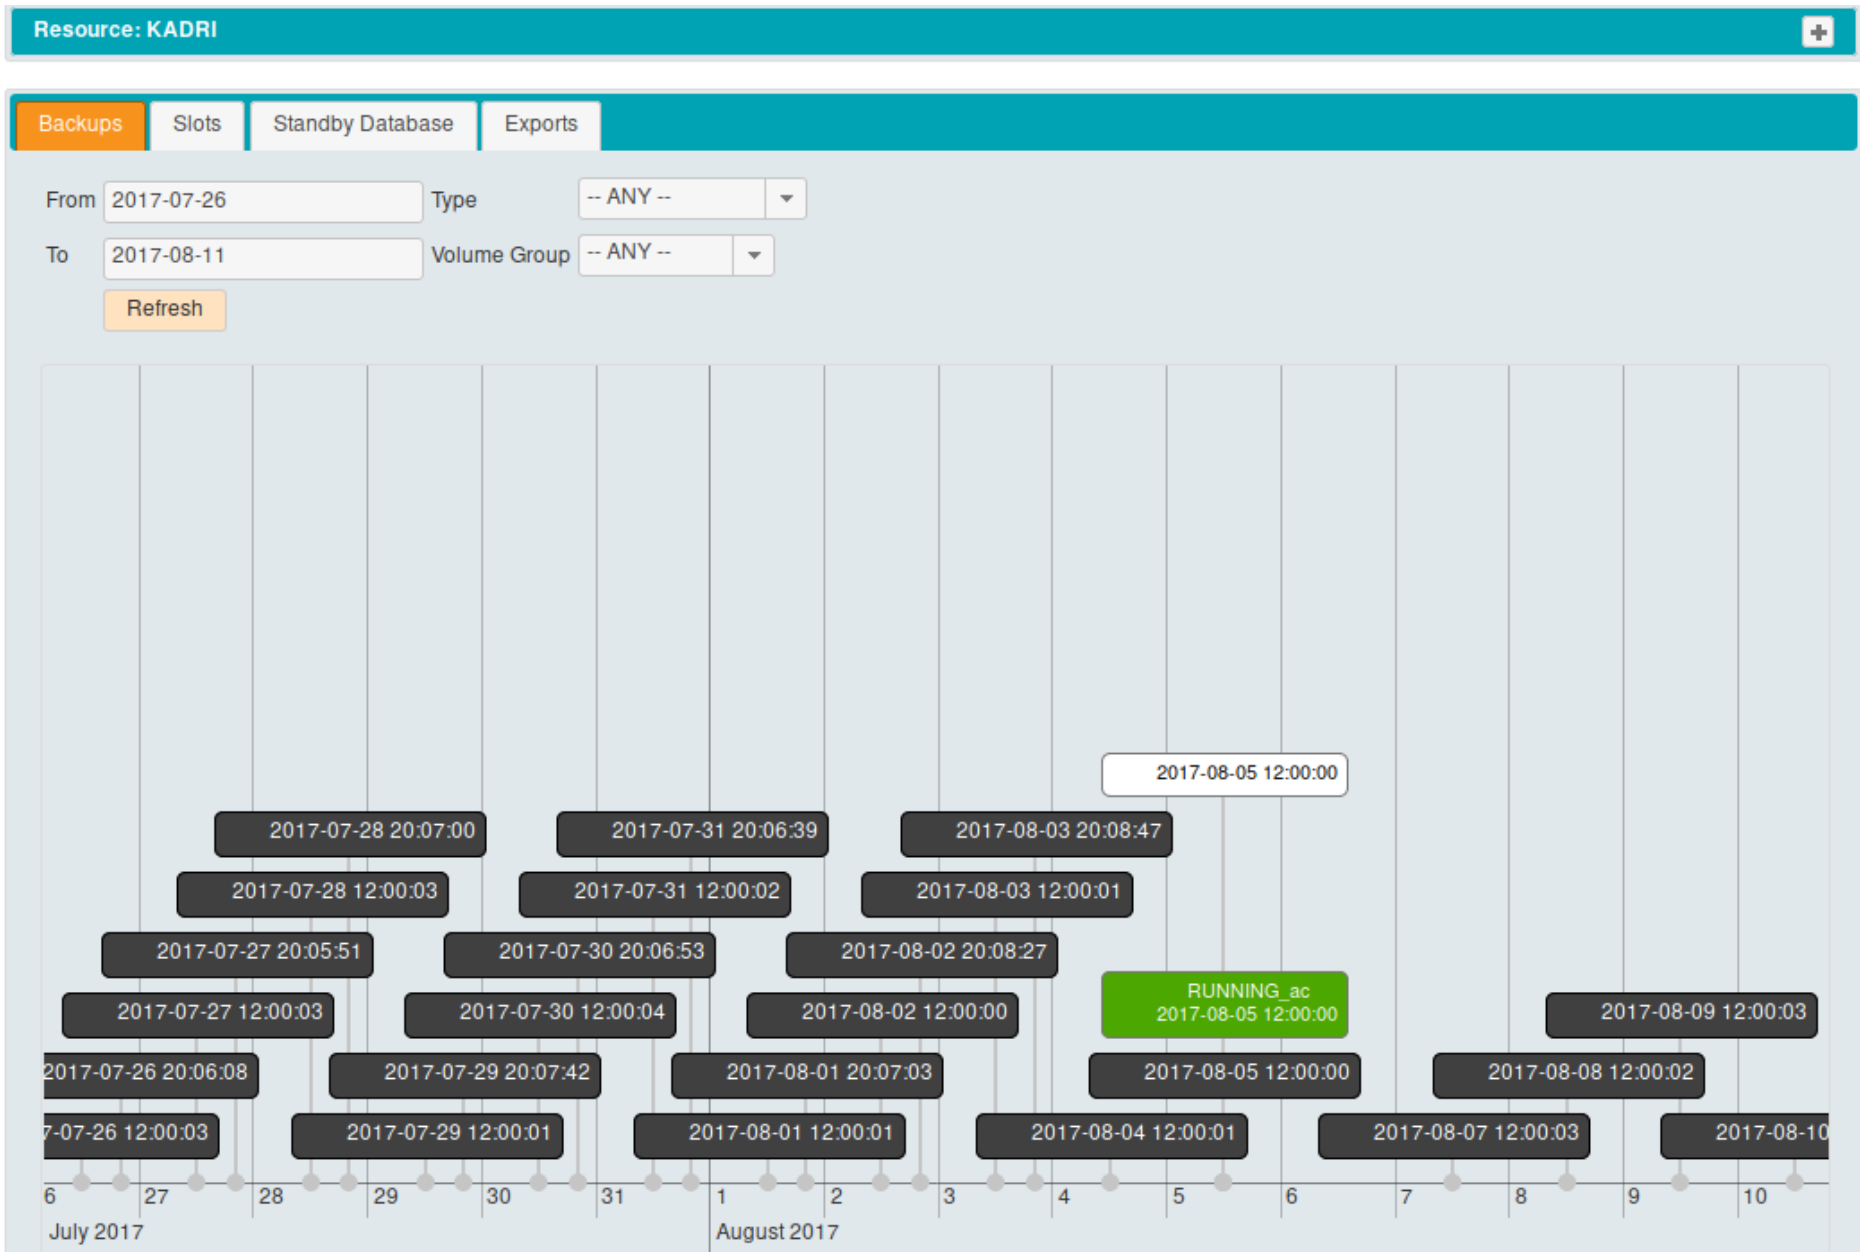 Resource: KADRI
Backups
Slots
Standby Database
Exports
From 2017-07-26 Type -- ANY --
To 2017-08-11 Volume Group -- ANY --
Refresh
2017-08-05 12:00:00
2017-07-28 20:07:00
2017-07-31 20:06:39
2017-08-03 20:08:47
2017-07-28 12:00:03
2017-07-31 12:00:02
2017-08-03 12:00:01
2017-07-27 20:05:51
2017-07-30 20:06:53
2017-08-02 20:08:27
RUNNING_ac
2017-08-05 12:00:00
2017-07-27 12:00:03
2017-07-30 12:00:04
2017-08-02 12:00:00
2017-08-09 12:00:03
2017-07-26 20:06:08
2017-07-29 20:07:42
2017-08-01 20:07:03
2017-08-05 12:00:00
2017-08-08 12:00:02
7-07-26 12:00:03
2017-07-29 12:00:01
2017-08-01 12:00:01
2017-08-04 12:00:01
2017-08-07 12:00:03
2017-08-10
6 27 28 29 30 31 1 2 3 4 5 6 7 8 9 10
July 2017 August 2017